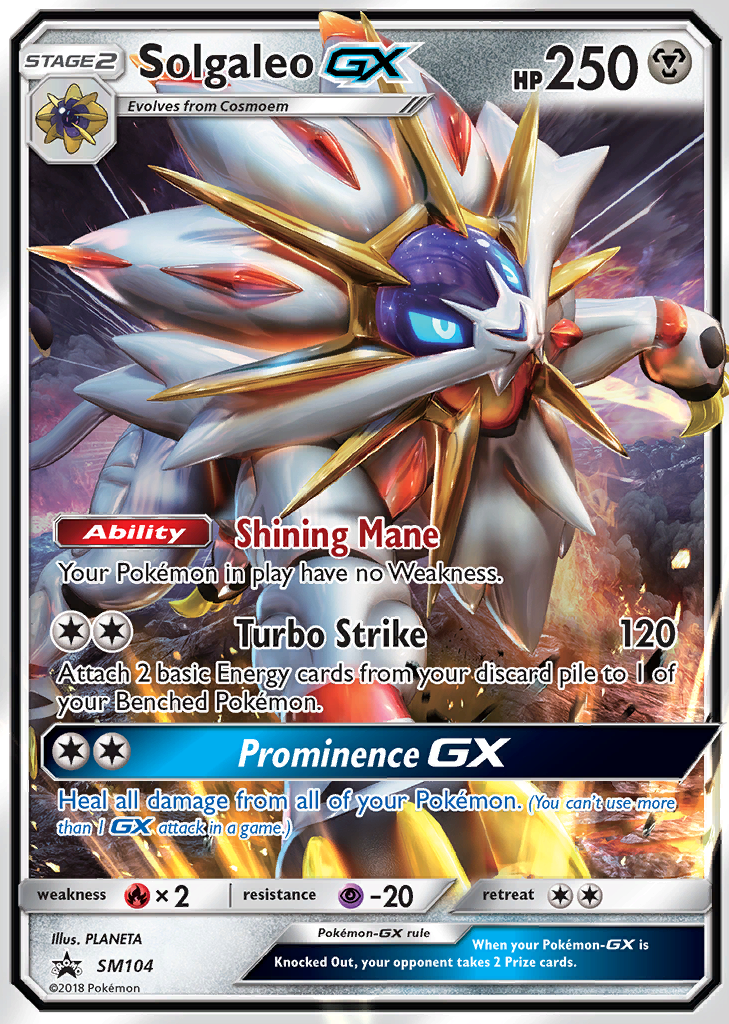 STAGE2 Solgaleo GX HP 250
Evolves from Cosmoem
Ability Shining Mane
Your Pokémon in play have no Weakness.
Turbo Strike 120
Attach 2 basic Energy cards from your discard pile to 1 of
your Benched Pokémon.
Prominence GX
Heal all damage from all of your Pokémon. (You can't use more
than 1 GX attack in a game.)
weakness ×2 resistance -20 retreat
Illus. PLANETA
SM104
©2018 Pokémon
Pokémon-GX rule
When your Pokémon-GX is
Knocked Out, your opponent takes 2 Prize cards.